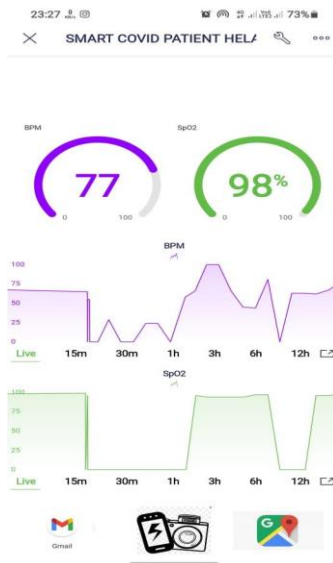 23:27
73%
SMART COVID PATIENT HELA
BPM
SpO2
77
98%
0 100
0 100
BPM
100
75
50
25
0
Live 15m 30m 1h 3h 6h 12h
SpO2
100
75
50
25
0
Live 15m 30m 1h 3h 6h 12h
Gmail
G